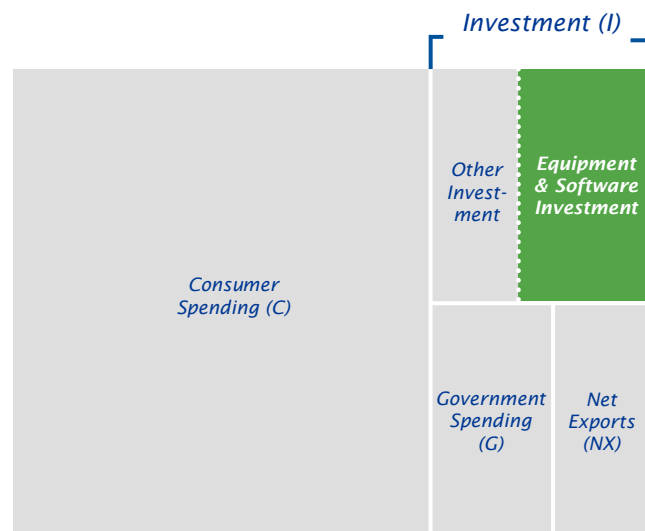 Investment (I)
Other
Invest-
ment
Equipment
& Software
Investment
Consumer
Spending (C)
Government
Spending
(G)
Net
Exports
(NX)